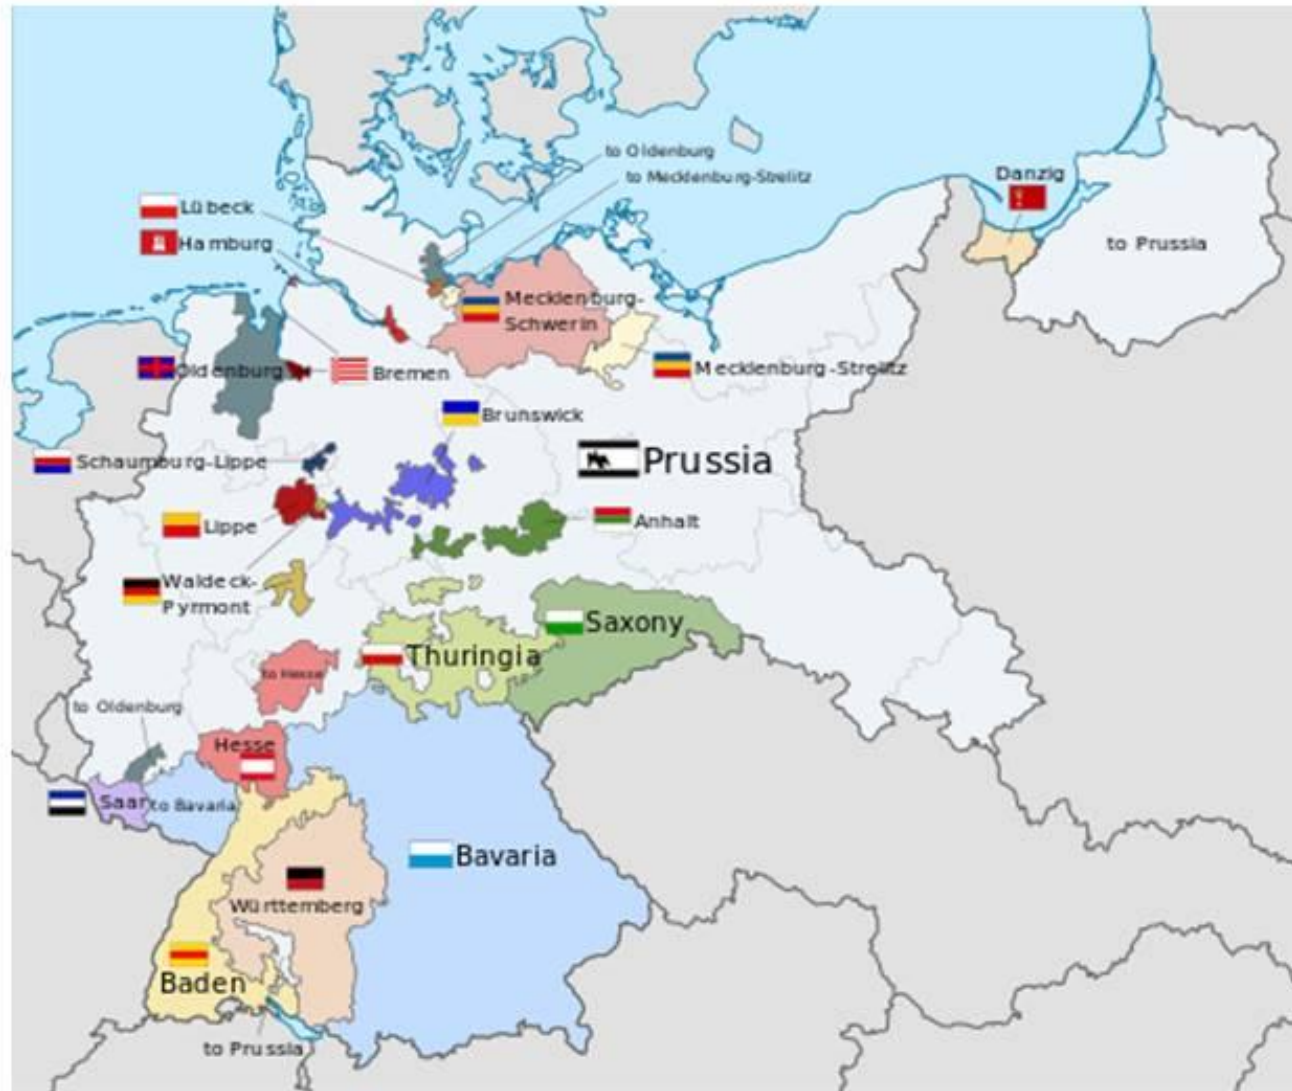 to Oldenburg
to Mecklenburg-Strelitz
Danzig
Lübeck
Hamburg
to Prussia
Mecklenburg-
Schwerin
Oldenburg
Bremen
Mecklenburg-Strelitz
Brunswick
Schaumburg-Lippe
Prussia
Lippe
Anhalt
Waldeck-
Pyrmont
Saxony
Thuringia
to Hesse
to Oldenburg
Hesse
Saar
to Bavaria
Bavaria
Württemberg
Baden
to Prussia